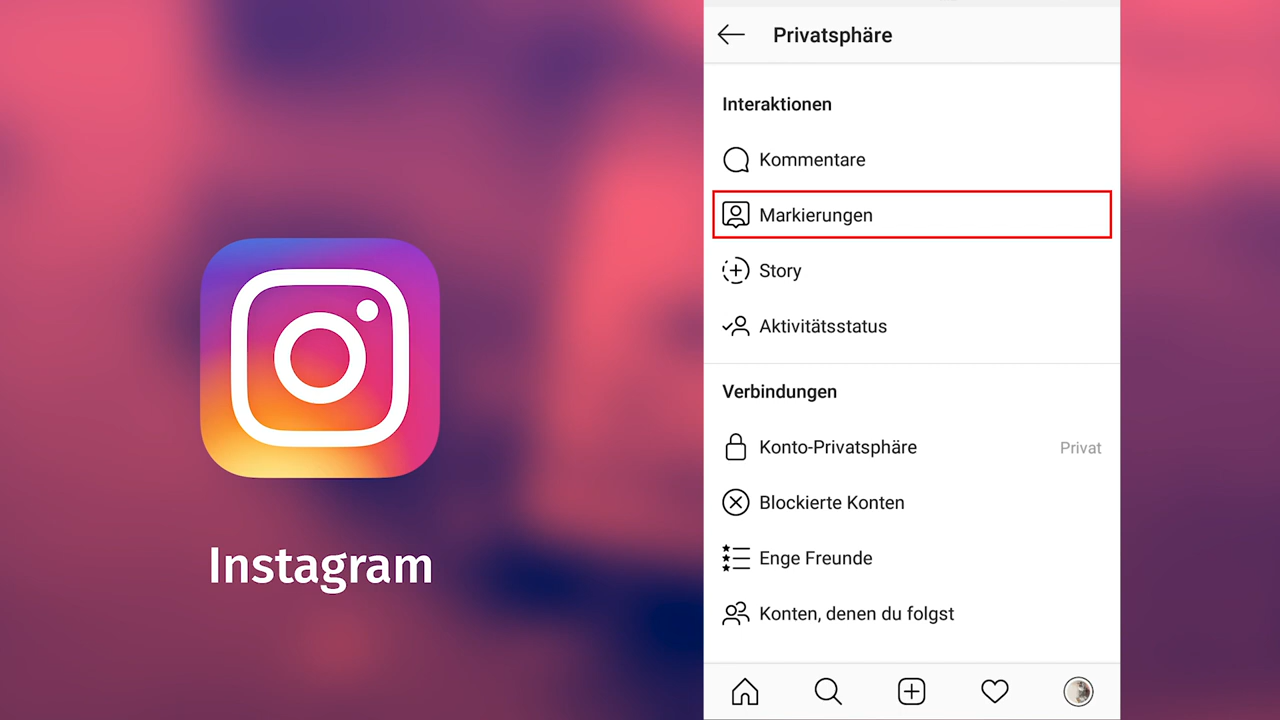 Instagram
Privatsphäre
Interaktionen
Kommentare
Markierungen
Story
Aktivitätsstatus
Verbindungen
Konto-Privatsphäre Privat
Blockierte Konten
Enge Freunde
Konten, denen du folgst